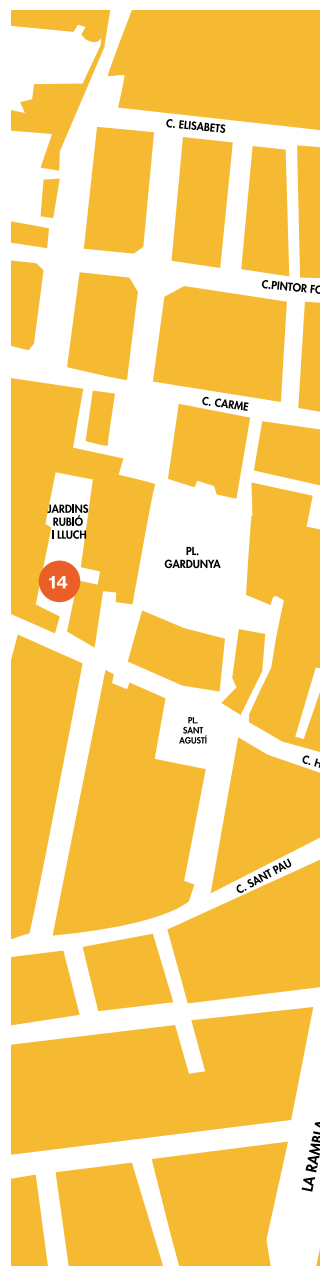 C. ELISABETS
C.PINTOR FO
C. CARME
JARDINS
RUBIÓ
I LLUCH
PL.
GARDUNYA
14
PL.
SANT
AGUSTÍ
C. H
C. SANT PAU
LA RAMBLA